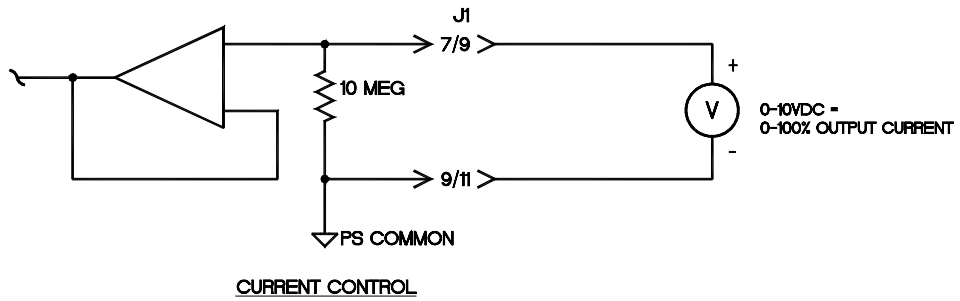 J1
7/9
10 MEG
+
V
0-10VDC =
0-100% OUTPUT CURRENT
-
9/11
PS COMMON
CURRENT CONTROL